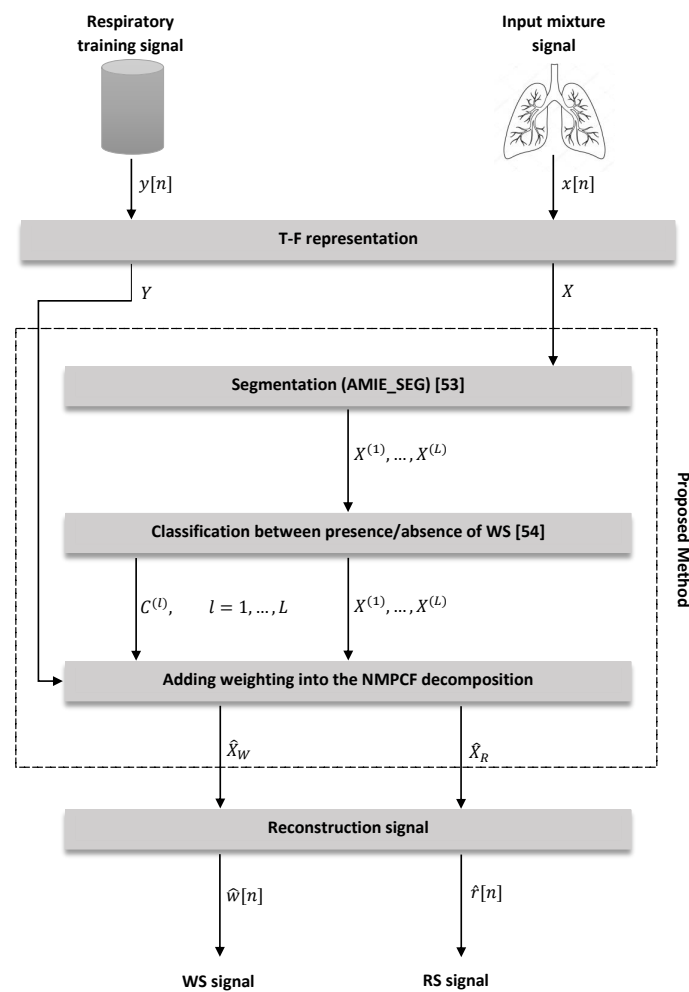 Respiratory
training signal
Input mixture
signal
y[n]
x[n]
T-F representation
Y
X
Segmentation (AMIE_SEG) [53]
X^{(1)}, … , X^{(L)}
Classification between presence/absence of WS [54]
C^{(l)}, l = 1, … , L
X^{(1)}, … , X^{(L)}
Adding weighting into the NMPCF decomposition
X̂_W
X̂_R
Proposed Method
Reconstruction signal
ŵ[n]
r̂[n]
WS signal
RS signal